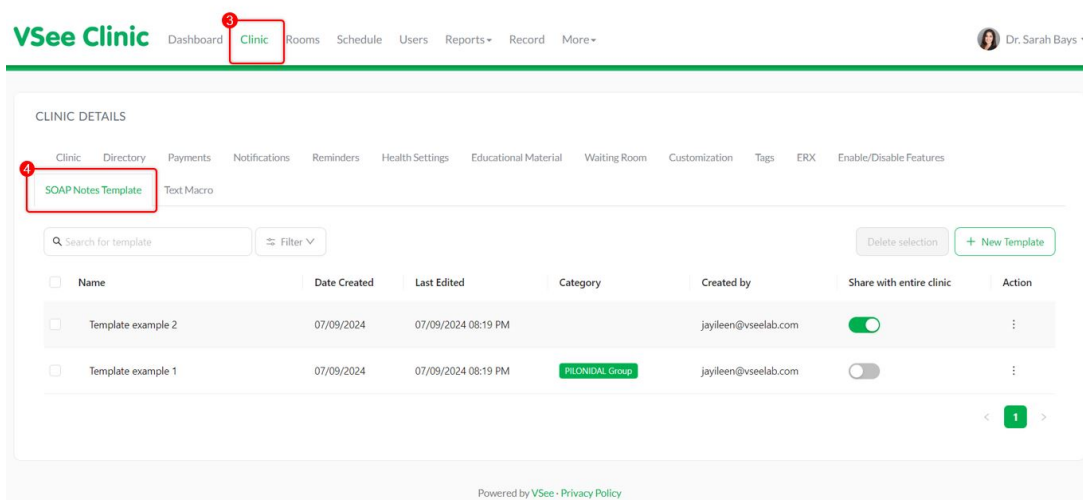 3
VSee Clinic Dashboard Clinic Rooms Schedule Users Reports Record More Dr. Sarah Bays
CLINIC DETAILS
Clinic Directory Payments Notifications Reminders Health Settings Educational Material Waiting Room Customization Tags ERX Enable/Disable Features
4
SOAP Notes Template Text Macro
Search for template Filter Delete selection + New Template
Name Date Created Last Edited Category Created by Share with entire clinic Action
Template example 2 07/09/2024 07/09/2024 08:19 PM jayileen@vseelab.com
Template example 1 07/09/2024 07/09/2024 08:19 PM PILONIDAL Group jayileen@vseelab.com
< 1 >
Powered by VSee · Privacy Policy